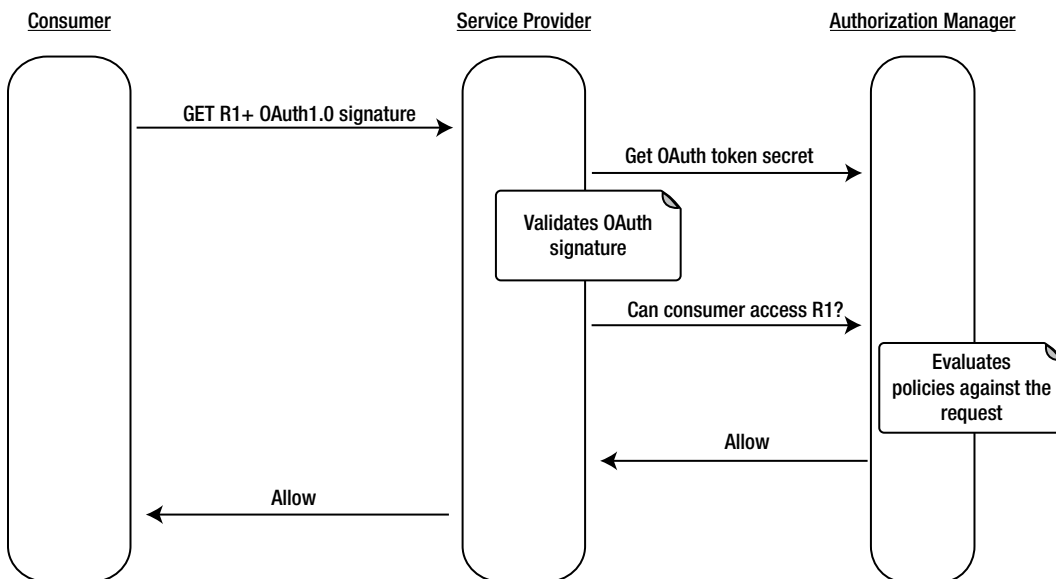 Consumer
Service Provider
Authorization Manager
GET R1+ OAuth1.0 signature
Get OAuth token secret
Validates OAuth
signature
Can consumer access R1?
Evaluates
policies against the
request
Allow
Allow